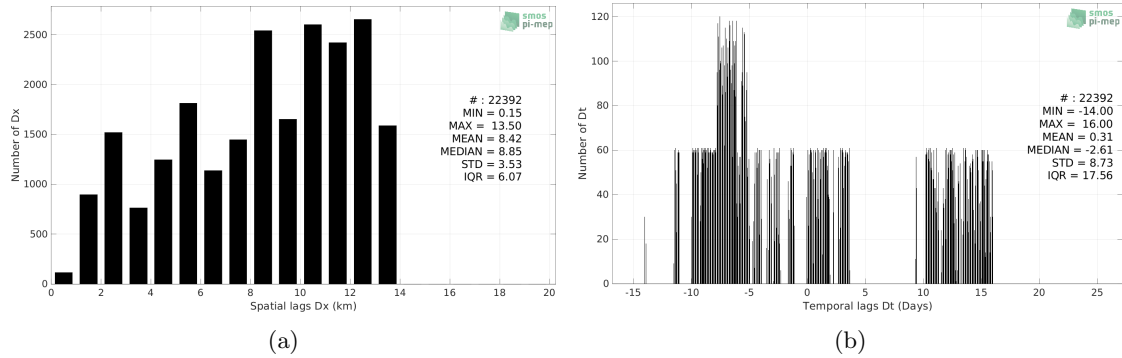 smos
pi-mep
Number of Dx
2500
2000
1500
1000
500
0
# : 22392
MIN = 0.15
MAX = 13.50
MEAN = 8.42
MEDIAN = 8.85
STD = 3.53
IQR = 6.07
0 2 4 6 8 10 12 14 16 18 20
Spatial lags Dx (km)
(a)
smos
pi-mep
Number of Dt
120
100
80
60
40
20
0
# : 22392
MIN = -14.00
MAX = 16.00
MEAN = 0.31
MEDIAN = -2.61
STD = 8.73
IQR = 17.56
-15 -10 -5 0 5 10 15 20 25
Temporal lags Dt (Days)
(b)